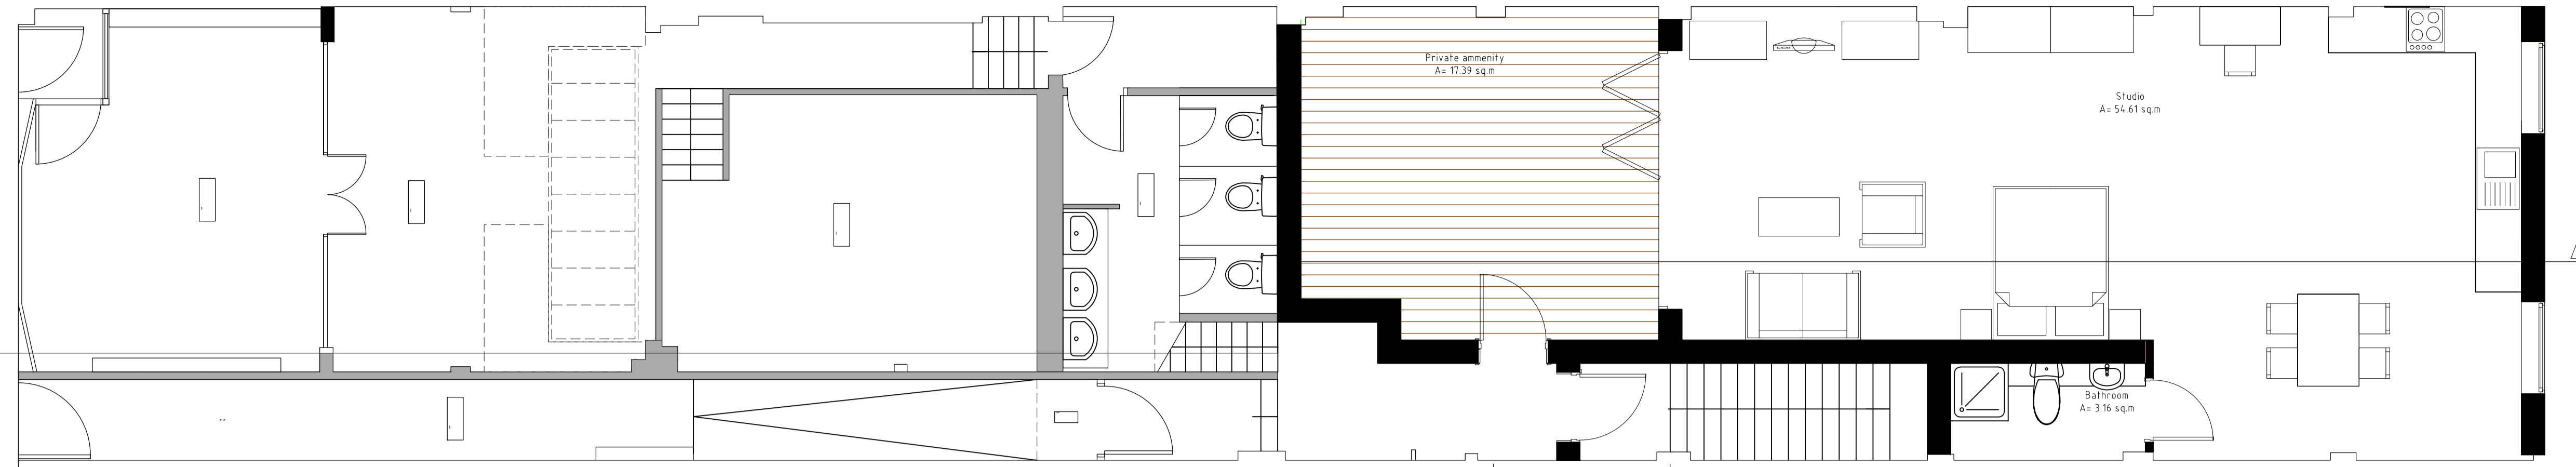 Private ammenity
A= 17.39 sq.m
Studio
A= 54.61 sq.m
Bathroom
A= 3.16 sq.m